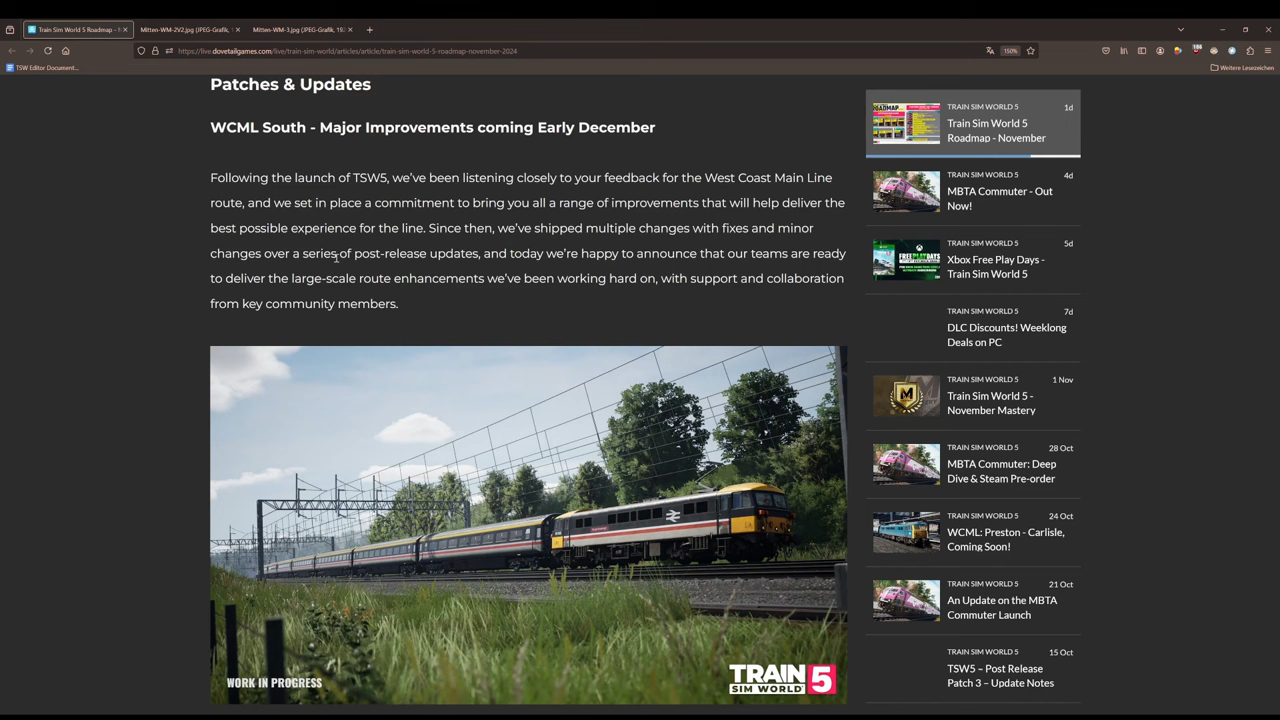 Train Sim World 5 Roadmap - N
Mitten-WM-2V2.jpg (JPEG-Grafik, 1
Mitten-WM-3.jpg (JPEG-Grafik, 19
https://live.dovetailgames.com/live/train-sim-world/articles/article/train-sim-world-5-roadmap-november-2024
150%
186
TSW Editor Document...
Weitere Lesezeichen
Patches & Updates
WCML South - Major Improvements coming Early December
Following the launch of TSW5, we’ve been listening closely to your feedback for the West Coast Main Line
route, and we set in place a commitment to bring you all a range of improvements that will help deliver the
best possible experience for the line. Since then, we’ve shipped multiple changes with fixes and minor
changes over a series of post-release updates, and today we’re happy to announce that our teams are ready
to deliver the large-scale route enhancements we’ve been working hard on, with support and collaboration
from key community members.
WORK IN PROGRESS
TRAIN
SIM WORLD 5
ROADMAP
TRAIN SIM WORLD 5 1d
Train Sim World 5
Roadmap - November
TRAIN SIM WORLD 5 4d
MBTA Commuter - Out
Now!
FREE PLAY DAYS
TRAIN SIM WORLD 5 5d
Xbox Free Play Days -
Train Sim World 5
TRAIN SIM WORLD 5 7d
DLC Discounts! Weeklong
Deals on PC
M
TRAIN SIM WORLD 5 1 Nov
Train Sim World 5 -
November Mastery
TRAIN SIM WORLD 5 28 Oct
MBTA Commuter: Deep
Dive & Steam Pre-order
TRAIN SIM WORLD 5 24 Oct
WCML: Preston - Carlisle,
Coming Soon!
TRAIN SIM WORLD 5 21 Oct
An Update on the MBTA
Commuter Launch
TRAIN SIM WORLD 5 15 Oct
TSW5 – Post Release
Patch 3 – Update Notes